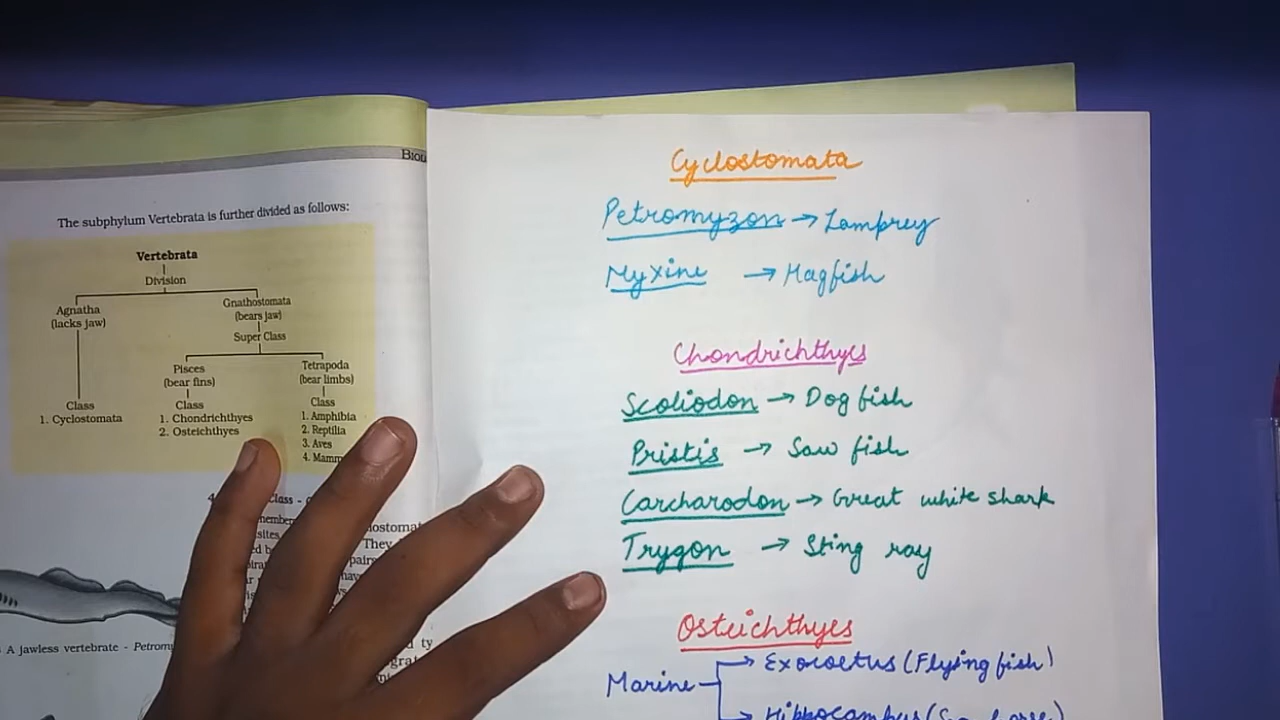 The subphylum Vertebrata is further divided as follows:
Vertebrata
Division
Agnatha
(lacks jaw)
Gnathostomata
(bears jaw)
Super Class
Pisces
(bear fins)
Tetrapoda
(bear limbs)
Class
1. Cyclostomata
Class
1. Chondrichthyes
2. Osteichthyes
Class
1. Amphibia
2. Reptilia
3. Aves
4.
A jawless vertebrate -
Cyclostomata
Petromyzon → Lamprey
Myxine → Hagfish
Chondrichthyes
Scoliodon → Dog fish
Pristis → Saw fish
Carcharodon → Great white shark
Trygon → Sting ray
Osteichthyes
Marine
→ Exocoetus (Flying fish)
→ Hippocampus (